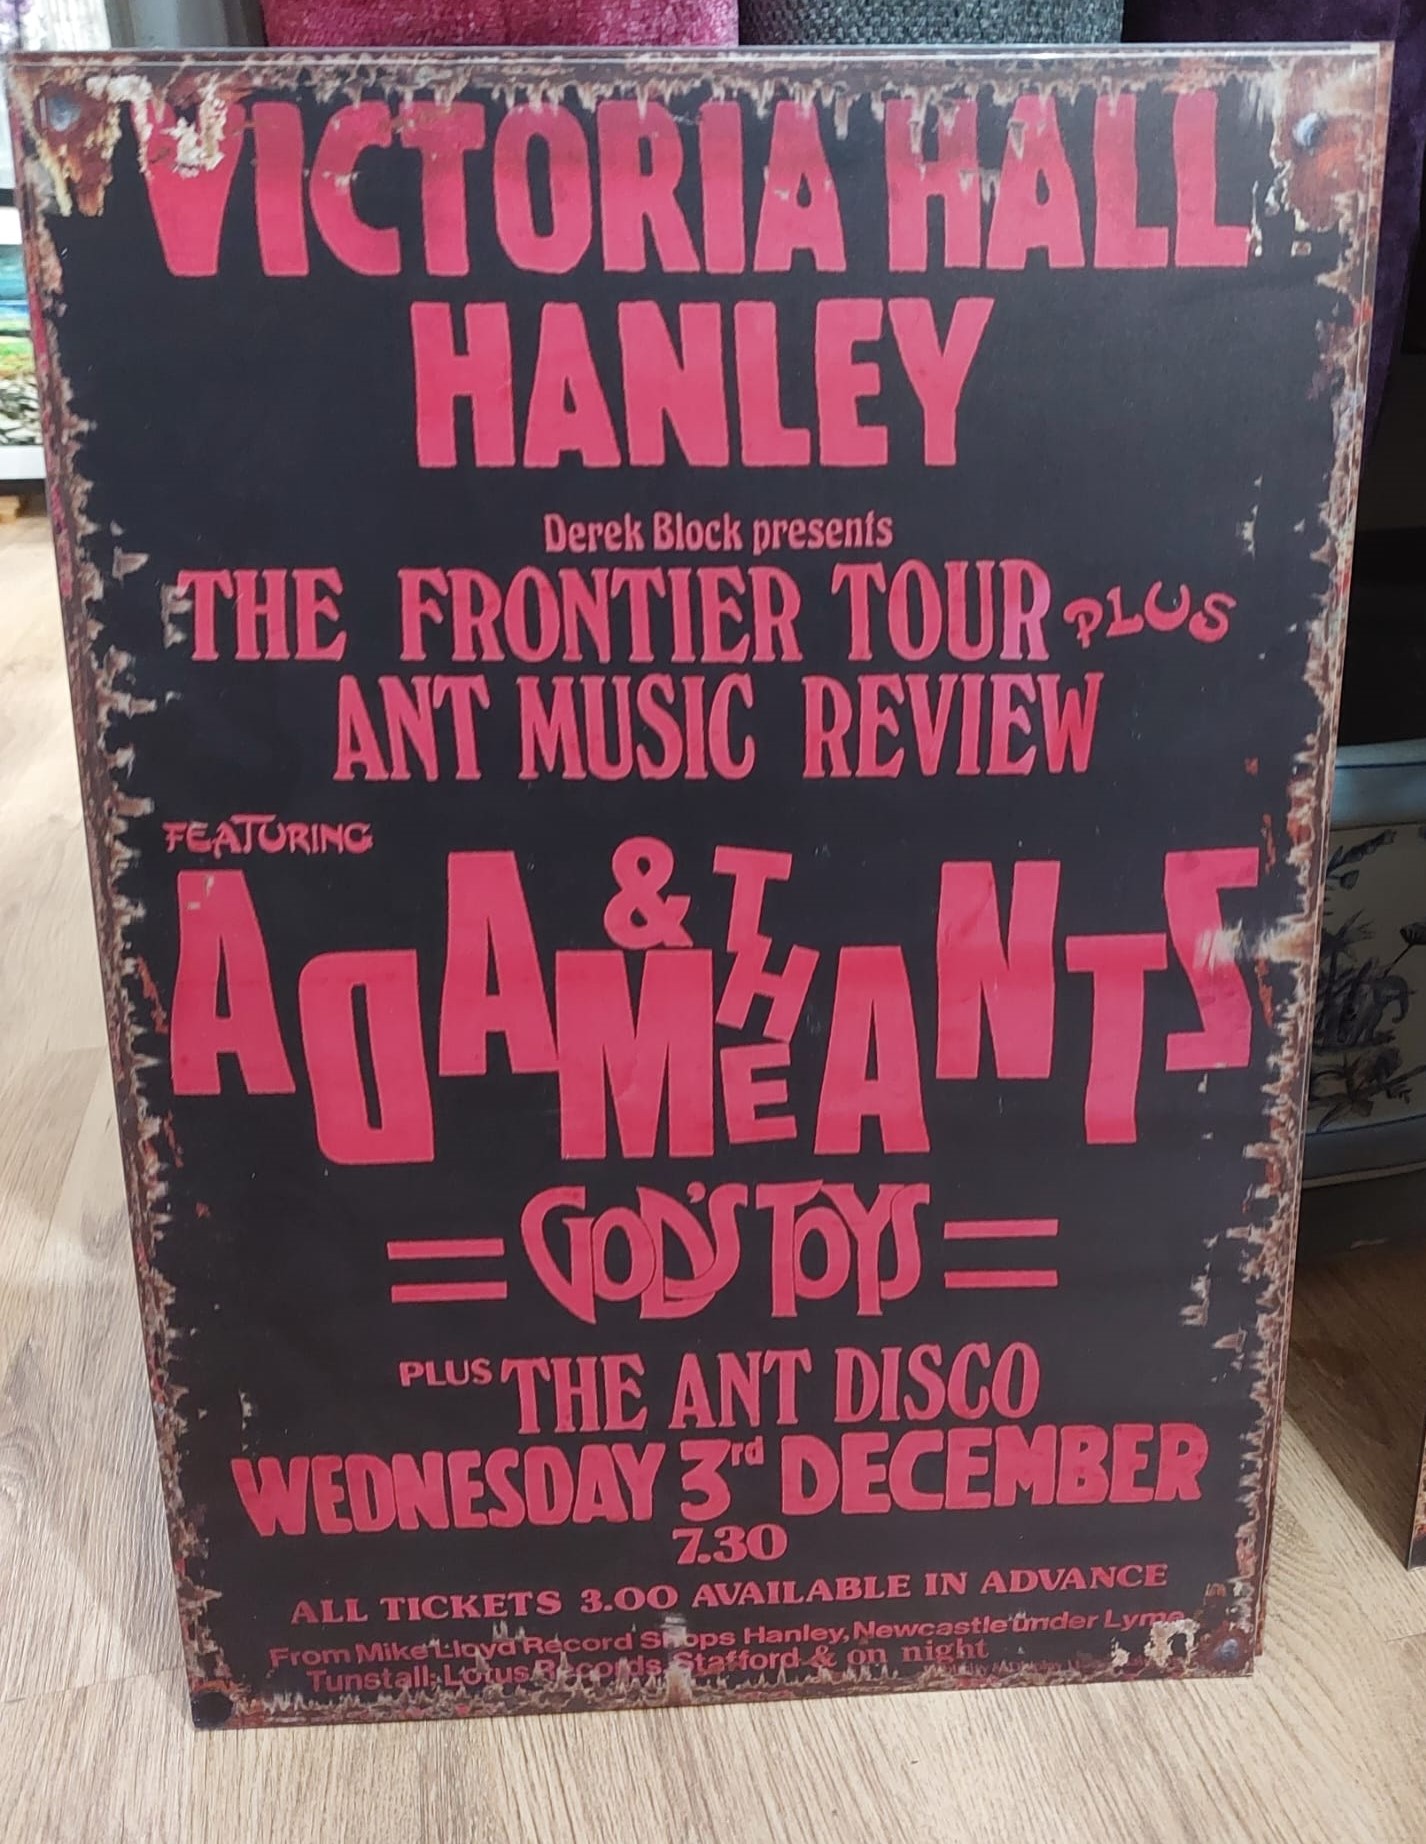 VICTORIA HALL
HANLEY
Derek Block presents
THE FRONTIER TOUR PLUS
ANT MUSIC REVIEW
FEATURING
ADAM & THE ANTS
= GOD'S TOYS =
PLUS THE ANT DISCO
WEDNESDAY 3rd DECEMBER
7.30
ALL TICKETS 3.00 AVAILABLE IN ADVANCE
From Mike Lloyd Record Shops Hanley, Newcastle under Lyme
Tunstall; Lotus Records Stafford & on night